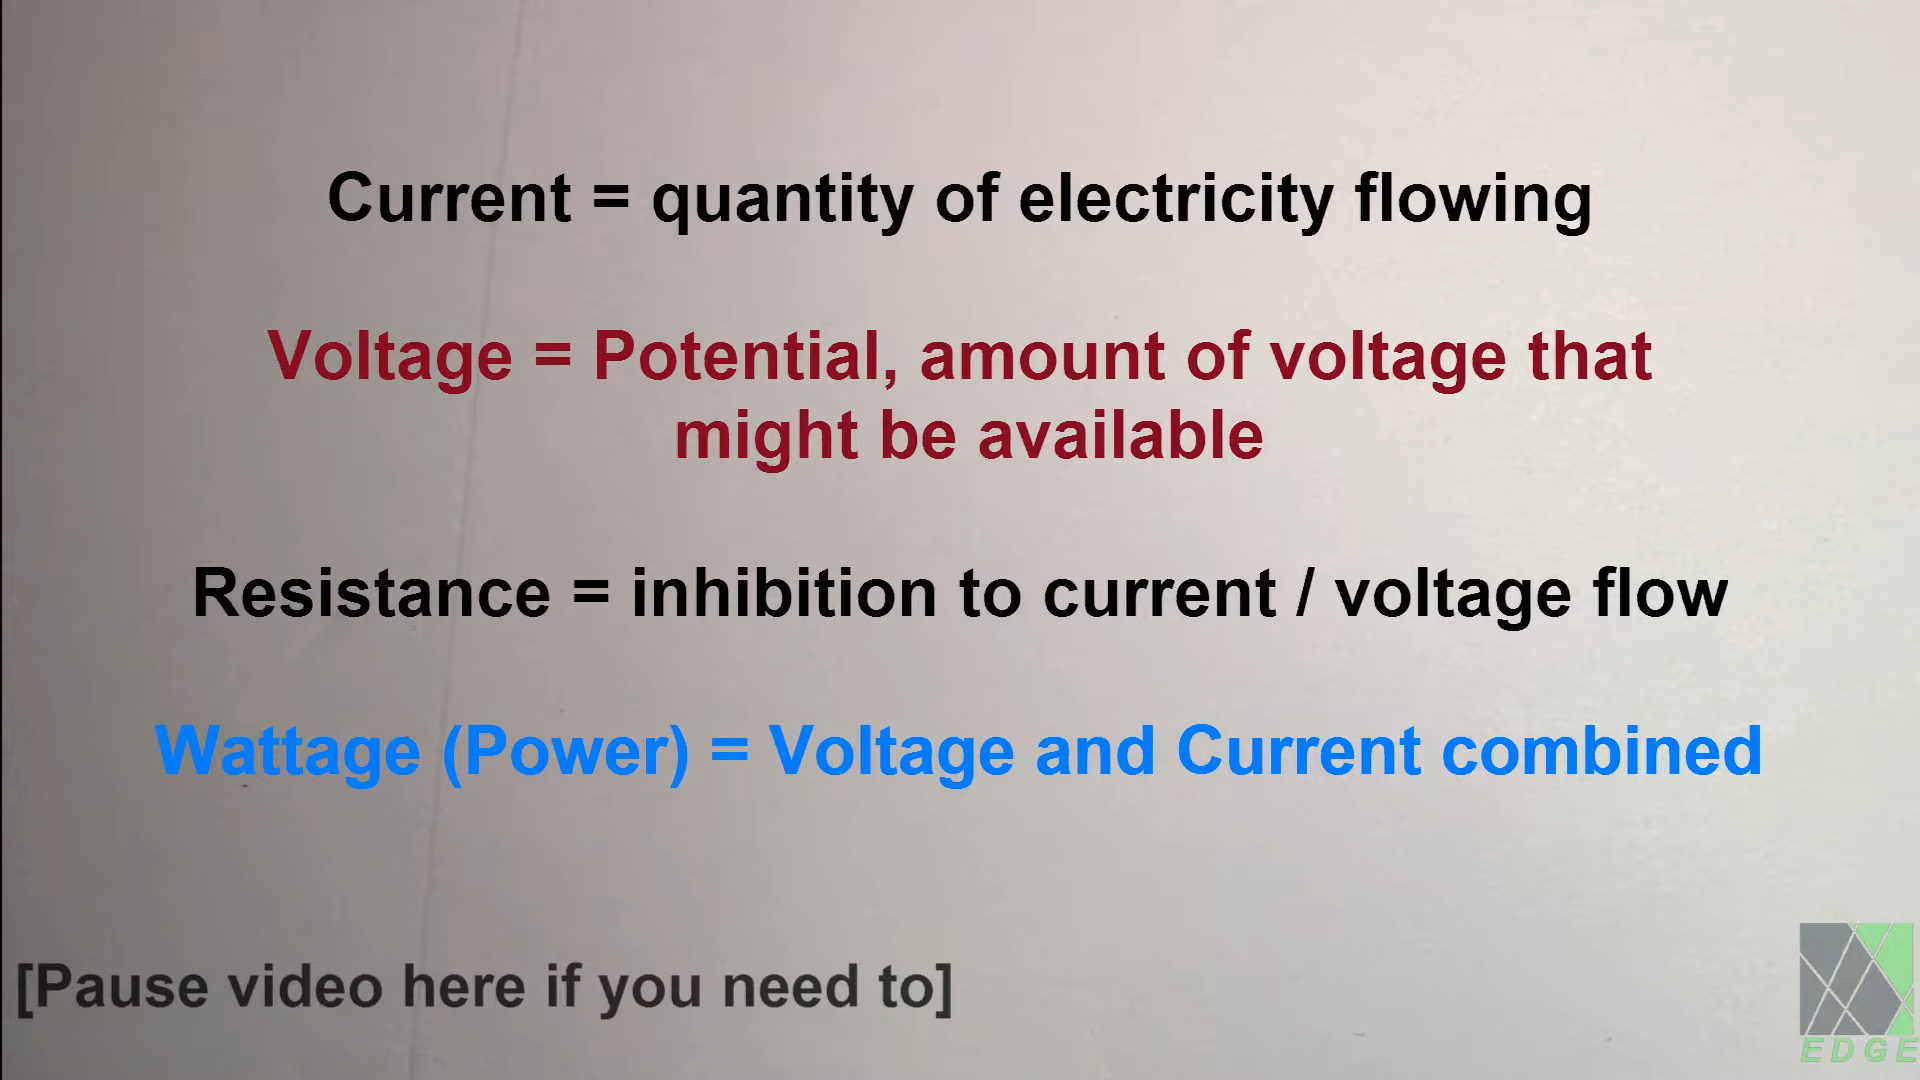 Current = quantity of electricity flowing
Voltage = Potential, amount of voltage that
might be available
Resistance = inhibition to current / voltage flow
Wattage (Power) = Voltage and Current combined
[Pause video here if you need to]
EDGE